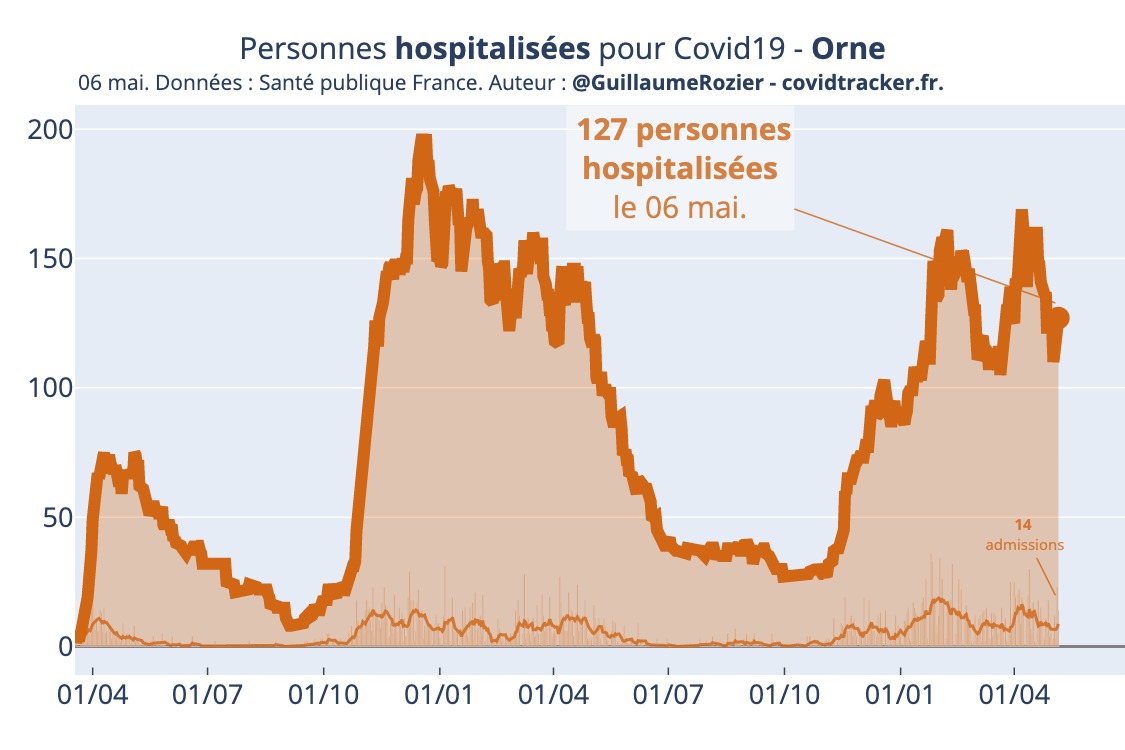 Personnes hospitalisées pour Covid19 - Orne
06 mai. Données : Santé publique France. Auteur : @GuillaumeRozier - covidtracker.fr.
200
127 personnes
hospitalisées
le 06 mai.
150
100
50
14
admissions
0
01/04 01/07 01/10 01/01 01/04 01/07 01/10 01/01 01/04